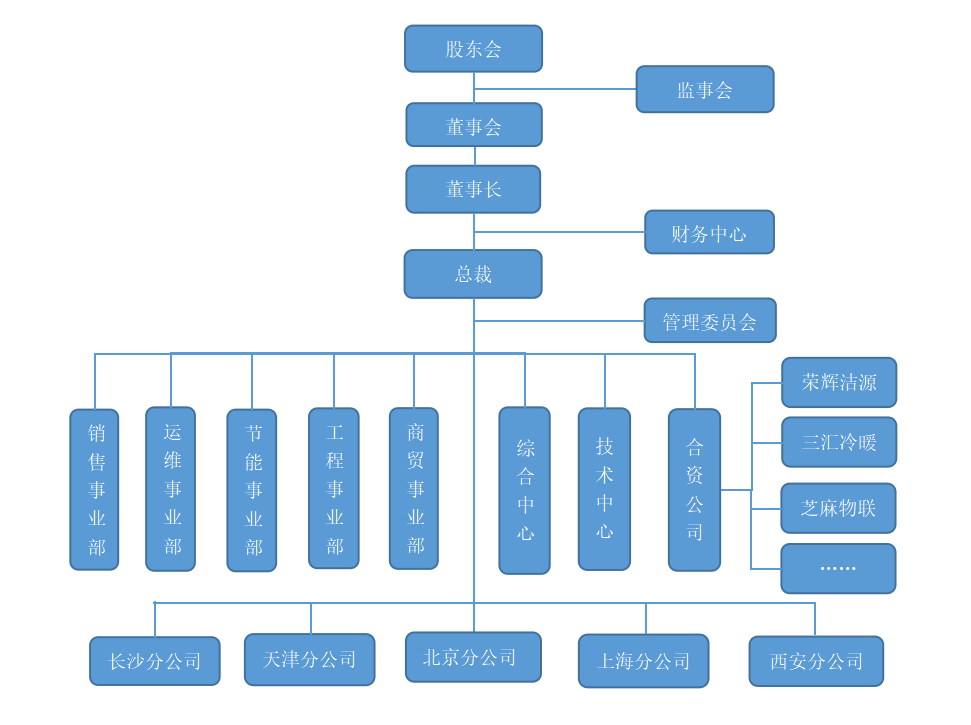 股东会
监事会
董事会
董事长
财务中心
总裁
管理委员会
销售事业部
运维事业部
节能事业部
工程事业部
商贸事业部
综合中心
技术中心
合资公司
荣辉洁源
三汇冷暖
芝麻物联
……
长沙分公司
天津分公司
北京分公司
上海分公司
西安分公司